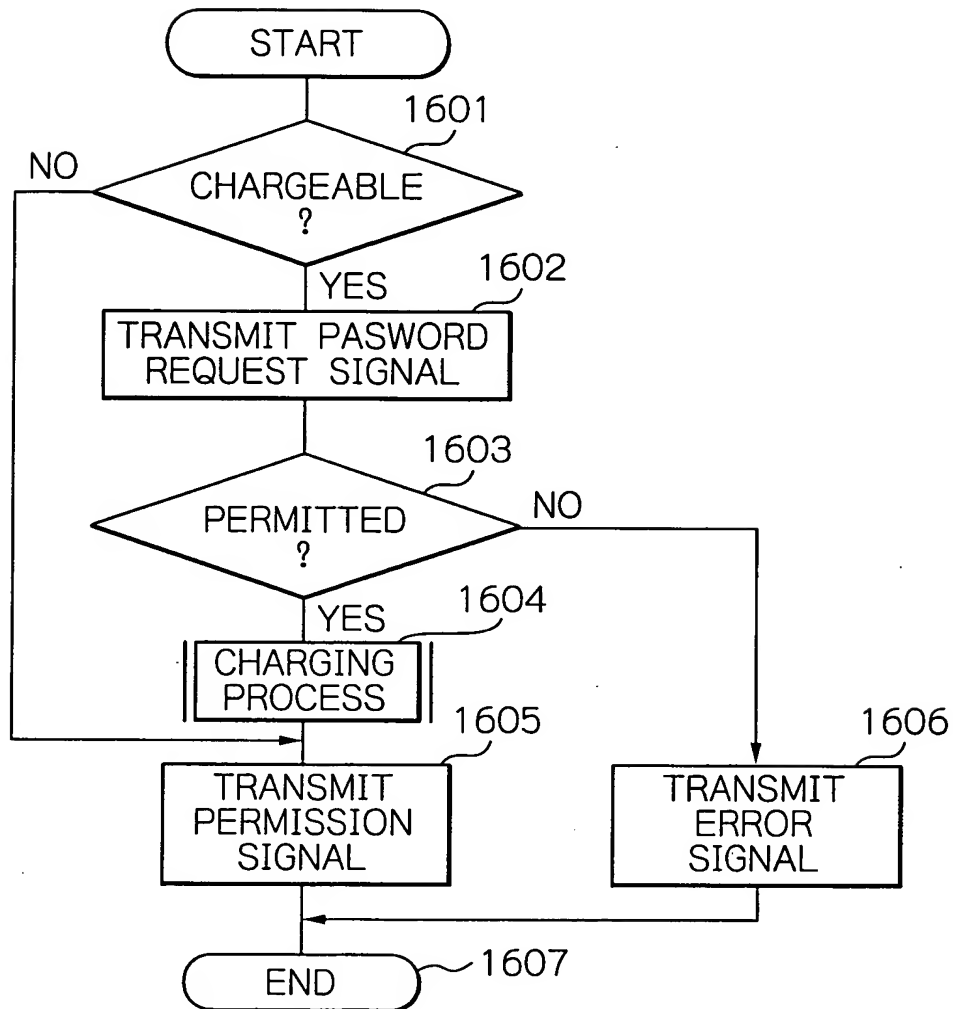 START
1601
NO
CHARGEABLE
?
YES
1602
TRANSMIT PASWORD
REQUEST SIGNAL
1603
PERMITTED
?
NO
YES
1604
CHARGING
PROCESS
1605
TRANSMIT
PERMISSION
SIGNAL
1606
TRANSMIT
ERROR
SIGNAL
END
1607